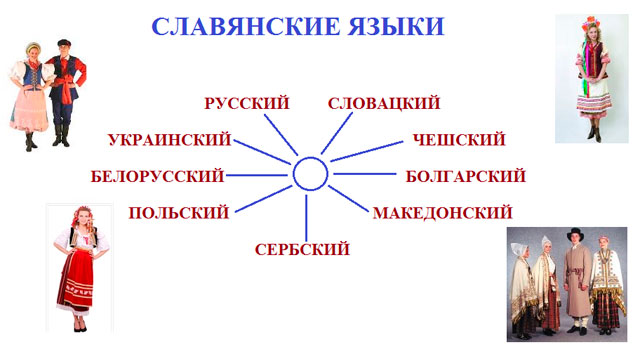 СЛАВЯНСКИЕ ЯЗЫКИ
РУССКИЙ СЛОВАЦКИЙ
УКРАИНСКИЙ ЧЕШСКИЙ
БЕЛОРУССКИЙ БОЛГАРСКИЙ
ПОЛЬСКИЙ МАКЕДОНСКИЙ
СЕРБСКИЙ